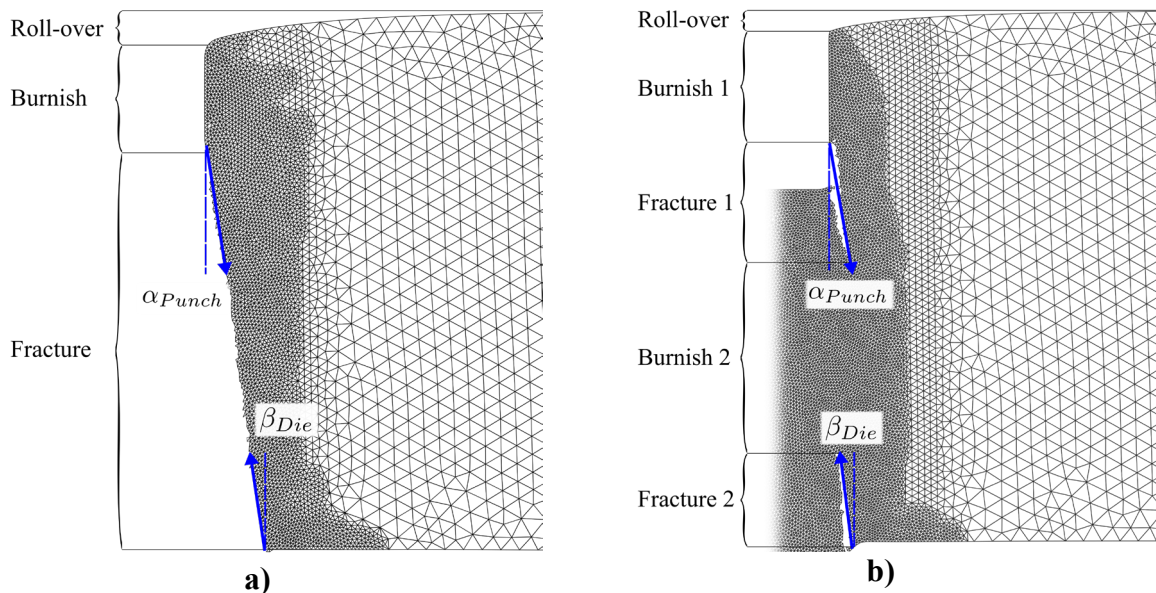 Roll-over
Burnish
α_Punch
Fracture
β_Die
a)
Roll-over
Burnish 1
Fracture 1
α_Punch
Burnish 2
β_Die
Fracture 2
b)